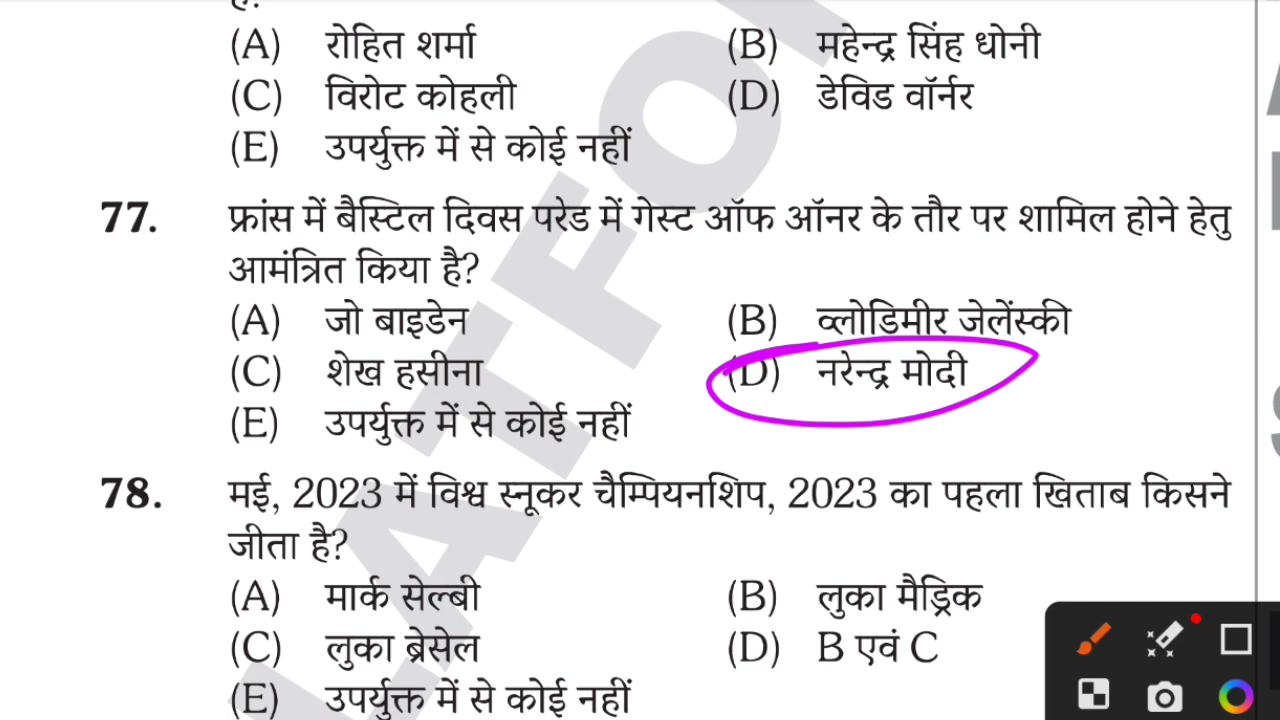 है?
(A) रोहित शर्मा (B) महेन्द्र सिंह धोनी
(C) विरोट कोहली (D) डेविड वॉर्नर
(E) उपर्युक्त में से कोई नहीं
77. फ्रांस में बैस्टिल दिवस परेड में गेस्ट ऑफ ऑनर के तौर पर शामिल होने हेतु
आमंत्रित किया है?
(A) जो बाइडेन (B) व्लोडिमीर जेलेंस्की
(C) शेख हसीना (D) नरेन्द्र मोदी
(E) उपर्युक्त में से कोई नहीं
78. मई, 2023 में विश्व स्नूकर चैम्पियनशिप, 2023 का पहला खिताब किसने
जीता है?
(A) मार्क सेल्बी (B) लुका मैड्रिक
(C) लुका ब्रेसेल (D) B एवं C
(E) उपर्युक्त में से कोई नहीं
LATFO